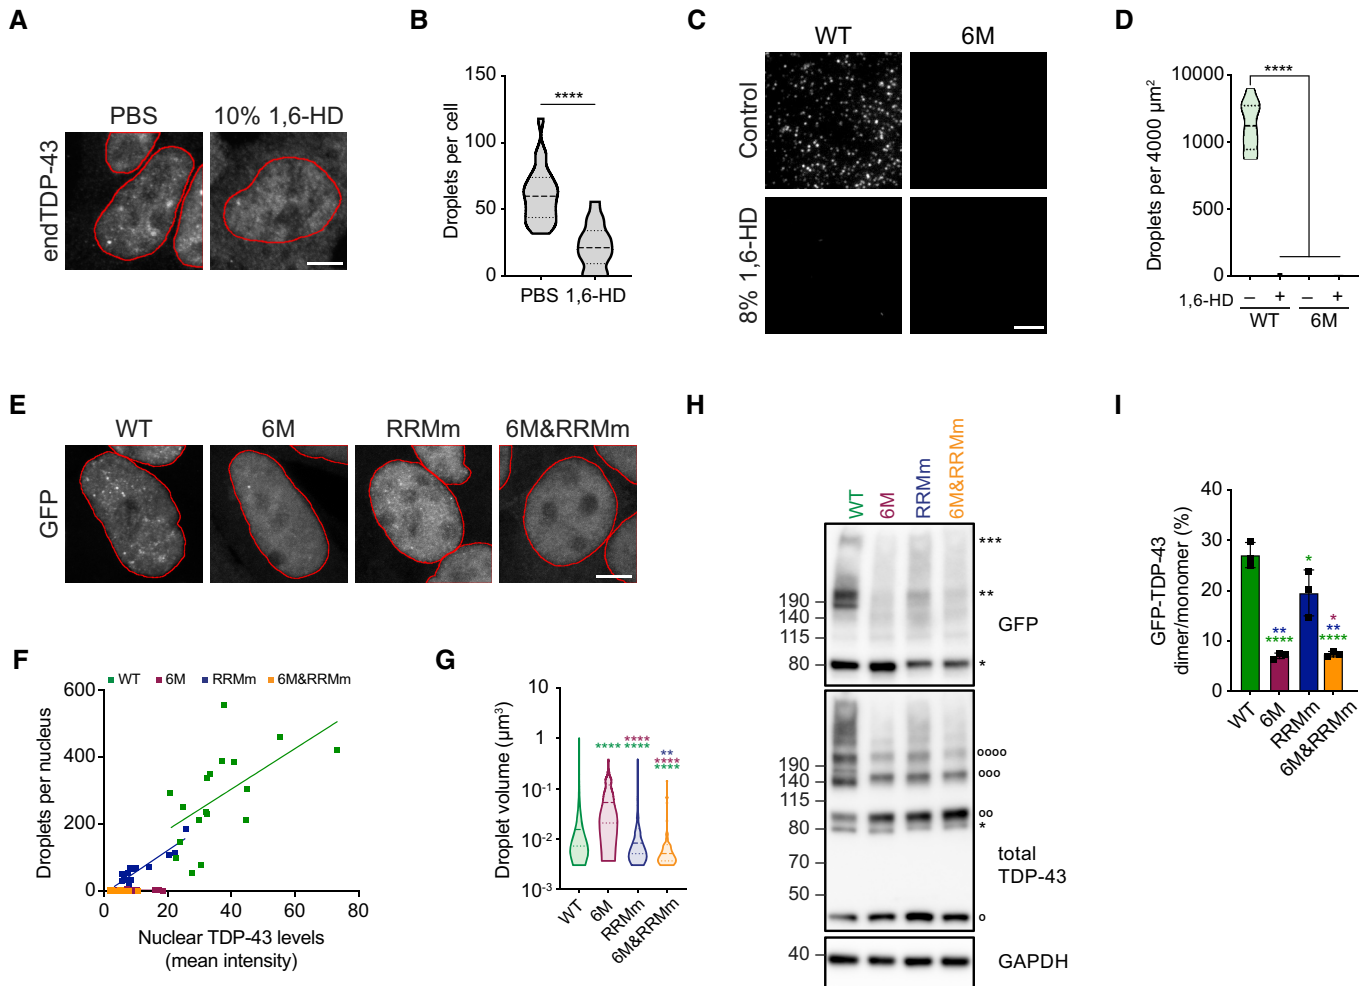 A
PBS
10% 1,6-HD
endTDP-43
B
Droplets per cell
150
100
50
0
****
PBS
1,6-HD
C
WT
6M
Control
8% 1,6-HD
D
Droplets per 4000 µm²
10000
1000
500
0
****
1,6-HD
– + – +
WT
6M
E
WT
6M
RRMm
6M&RRMm
GFP
F
WT
6M
RRMm
6M&RRMm
Droplets per nucleus
600
400
200
0
0 20 40 60 80
Nuclear TDP-43 levels
(mean intensity)
G
Droplet volume (µm³)
10
1
10⁻¹
10⁻²
10⁻³
****
****
****
**
****
****
WT
6M
RRMm
6M&RRMm
H
WT
6M
RRMm
6M&RRMm
***
190
**
140
115
GFP
80
*
oooo
190
140
ooo
115
oo
80
*
total
TDP-43
70
50
o
40
GAPDH
I
GFP-TDP-43
dimer/monomer (%)
40
30
20
10
0
**
****
*
*
**
****
WT
6M
RRMm
6M&RRMm